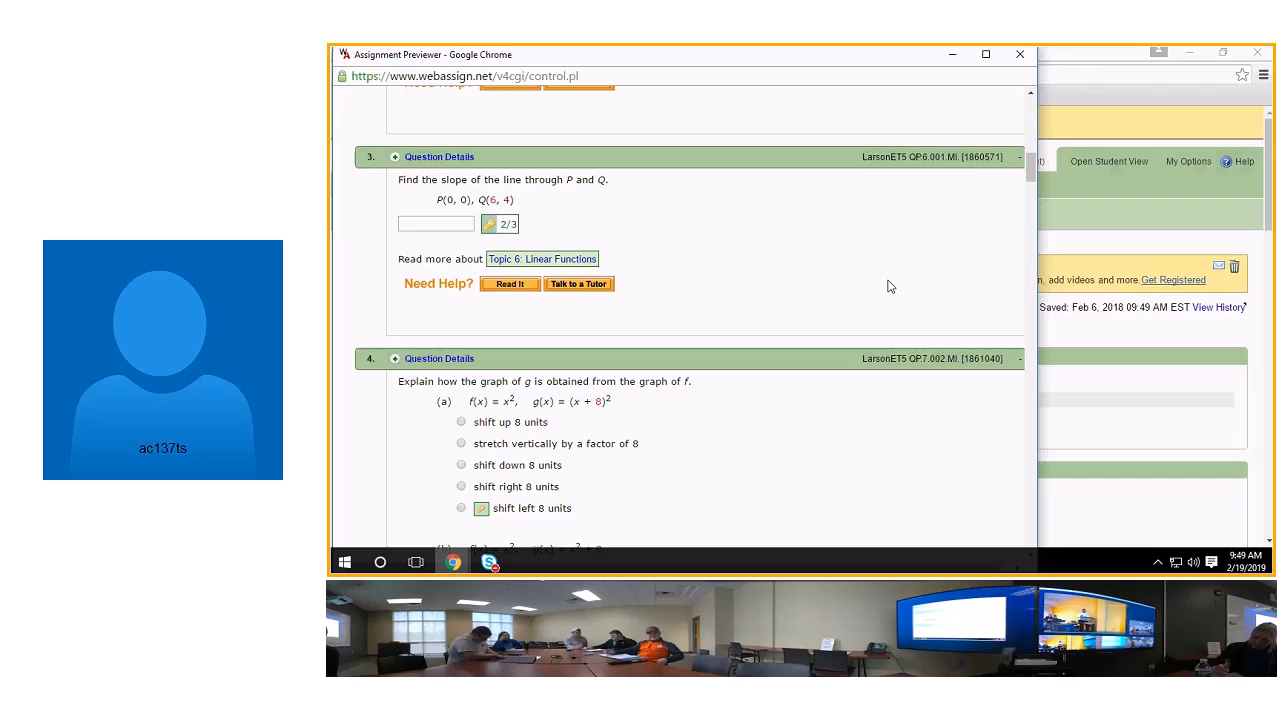 ac137ts
Assignment Previewer - Google Chrome
https://www.webassign.net/v4cgi/control.pl
3. Question Details LarsonET5 QP.6.001.MI. [1860571] -
Find the slope of the line through P and Q.
P(0, 0), Q(6, 4)
2/3
Read more about Topic 6: Linear Functions
Need Help? Read It Talk to a Tutor
4. Question Details LarsonET5 QP.7.002.MI. [1861040] -
Explain how the graph of g is obtained from the graph of f.
(a) f(x) = x², g(x) = (x + 8)²
shift up 8 units
stretch vertically by a factor of 8
shift down 8 units
shift right 8 units
shift left 8 units
Open Student View My Options Help
n, add videos and more. Get Registered
Saved: Feb 6, 2018 09:49 AM EST View History
9:49 AM
2/19/2019